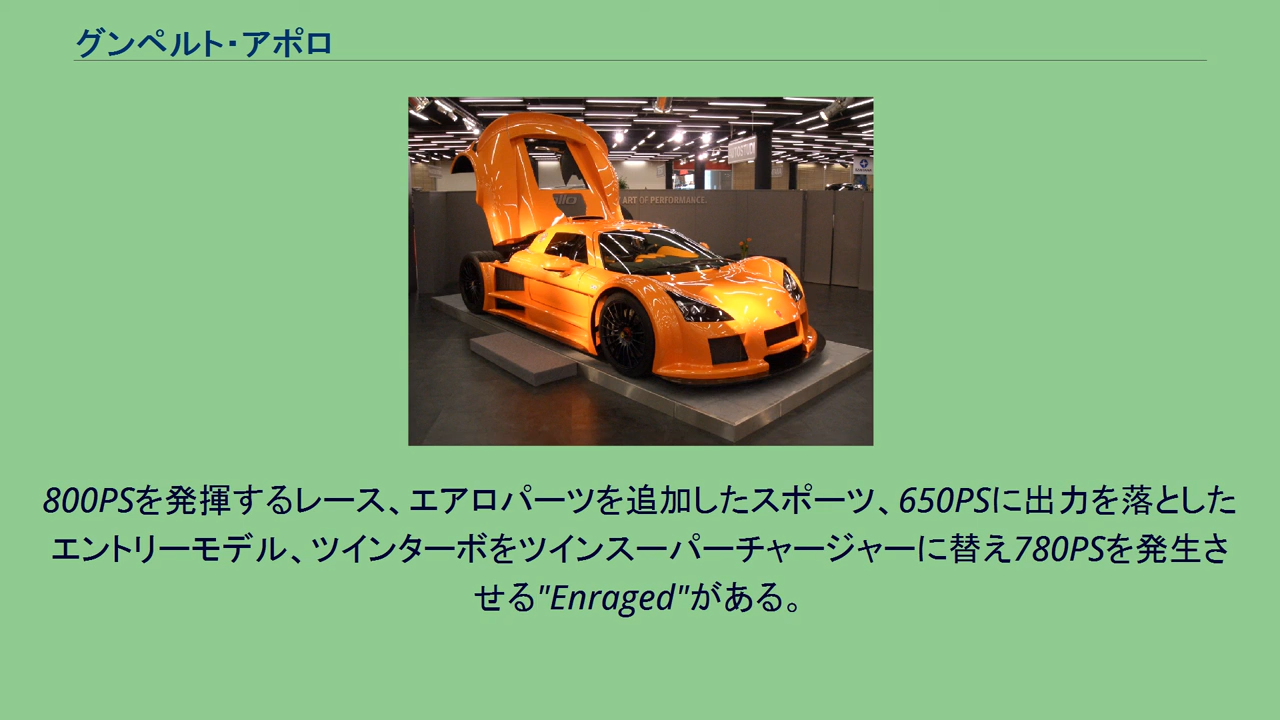 グンペルト・アポロ
AUTOSTUDI
ART OF PERFORMANCE.
800PSを発揮するレース、エアロパーツを追加したスポーツ、650PSに出力を落とした
エントリーモデル、ツインターボをツインスーパーチャージャーに替え780PSを発生さ
せる"Enraged"がある。